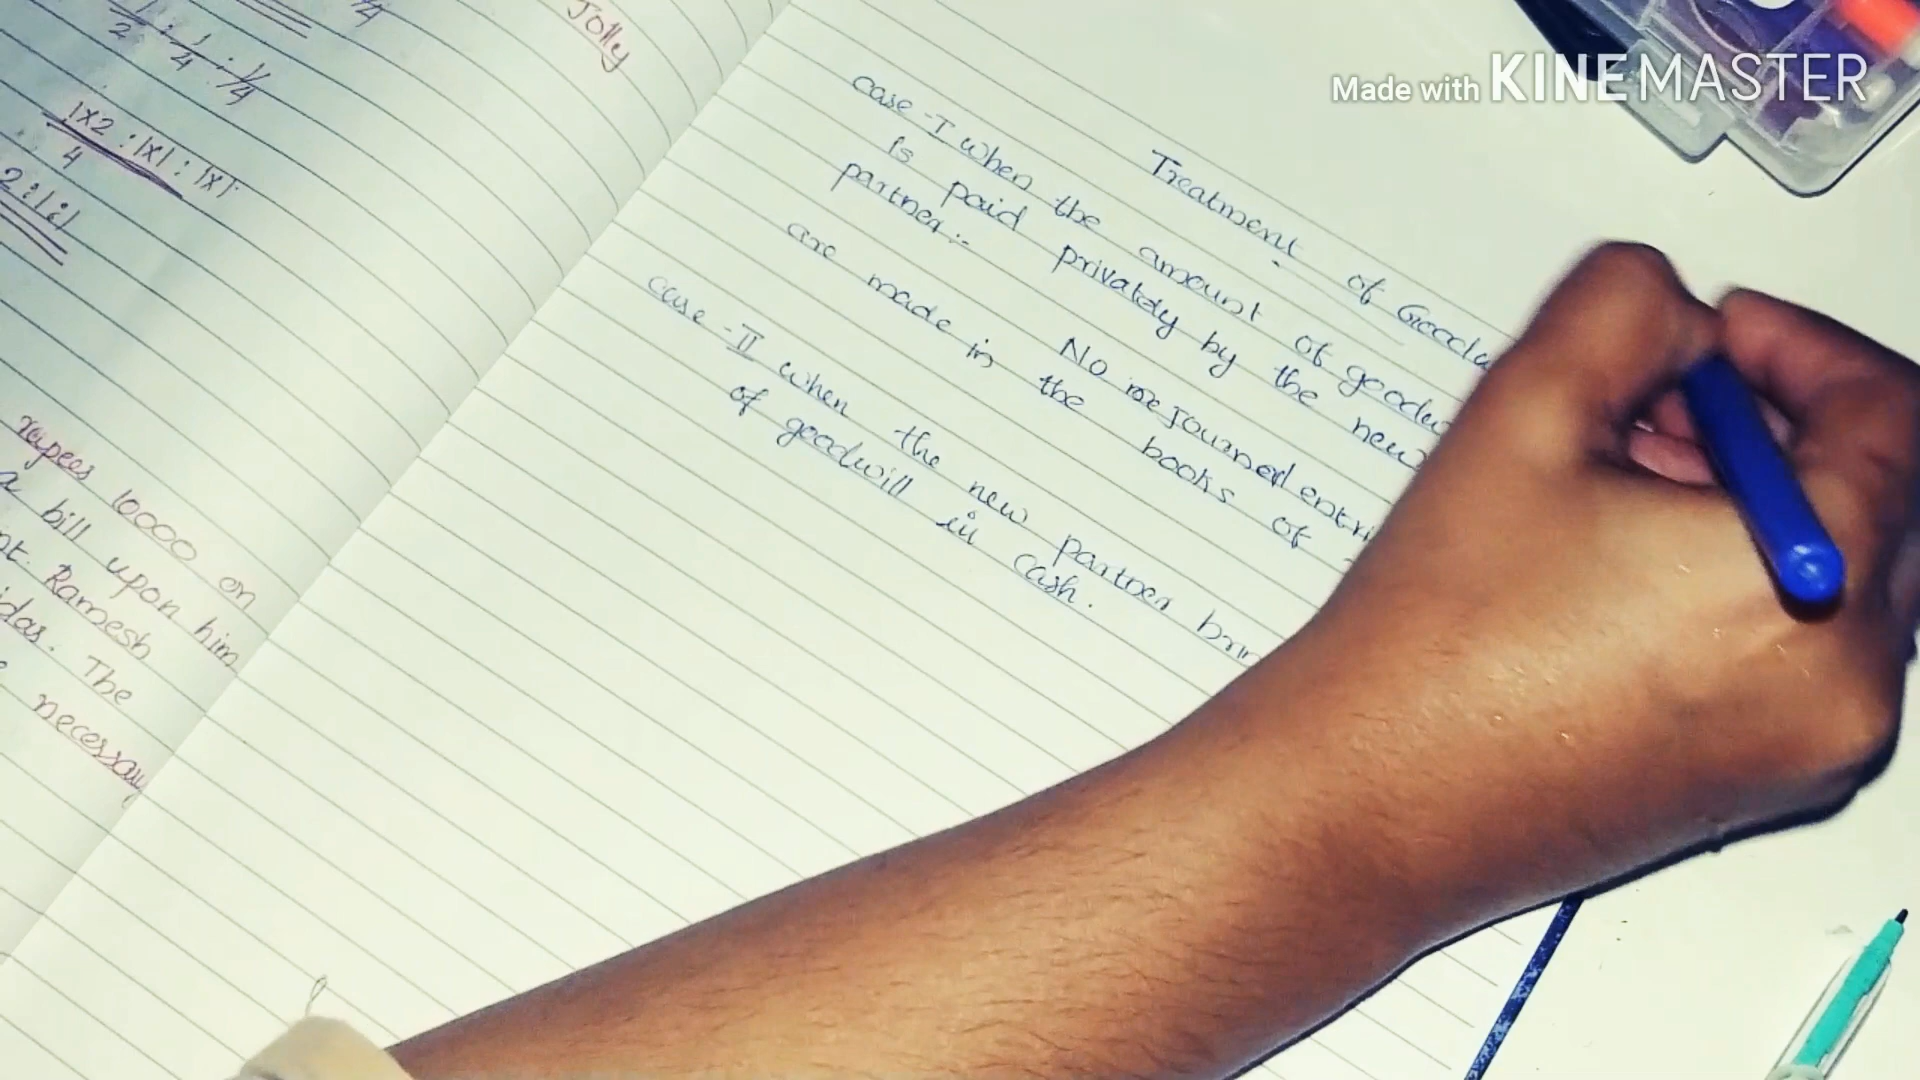 Made with KINEMASTER
1/2 : 1/4 : 1/4
1x2 : 1x1 : 1x1
4
2:1:1
Jolly
rupees 10000 on
a bill upon him
Ramesh
The
necessary
Treatment of Goodw
case - I when the amount of goodw
is paid privately by the new
partner :-
No journal entri
are made in the books of
case - II when the new partner brin
of goodwill in cash.